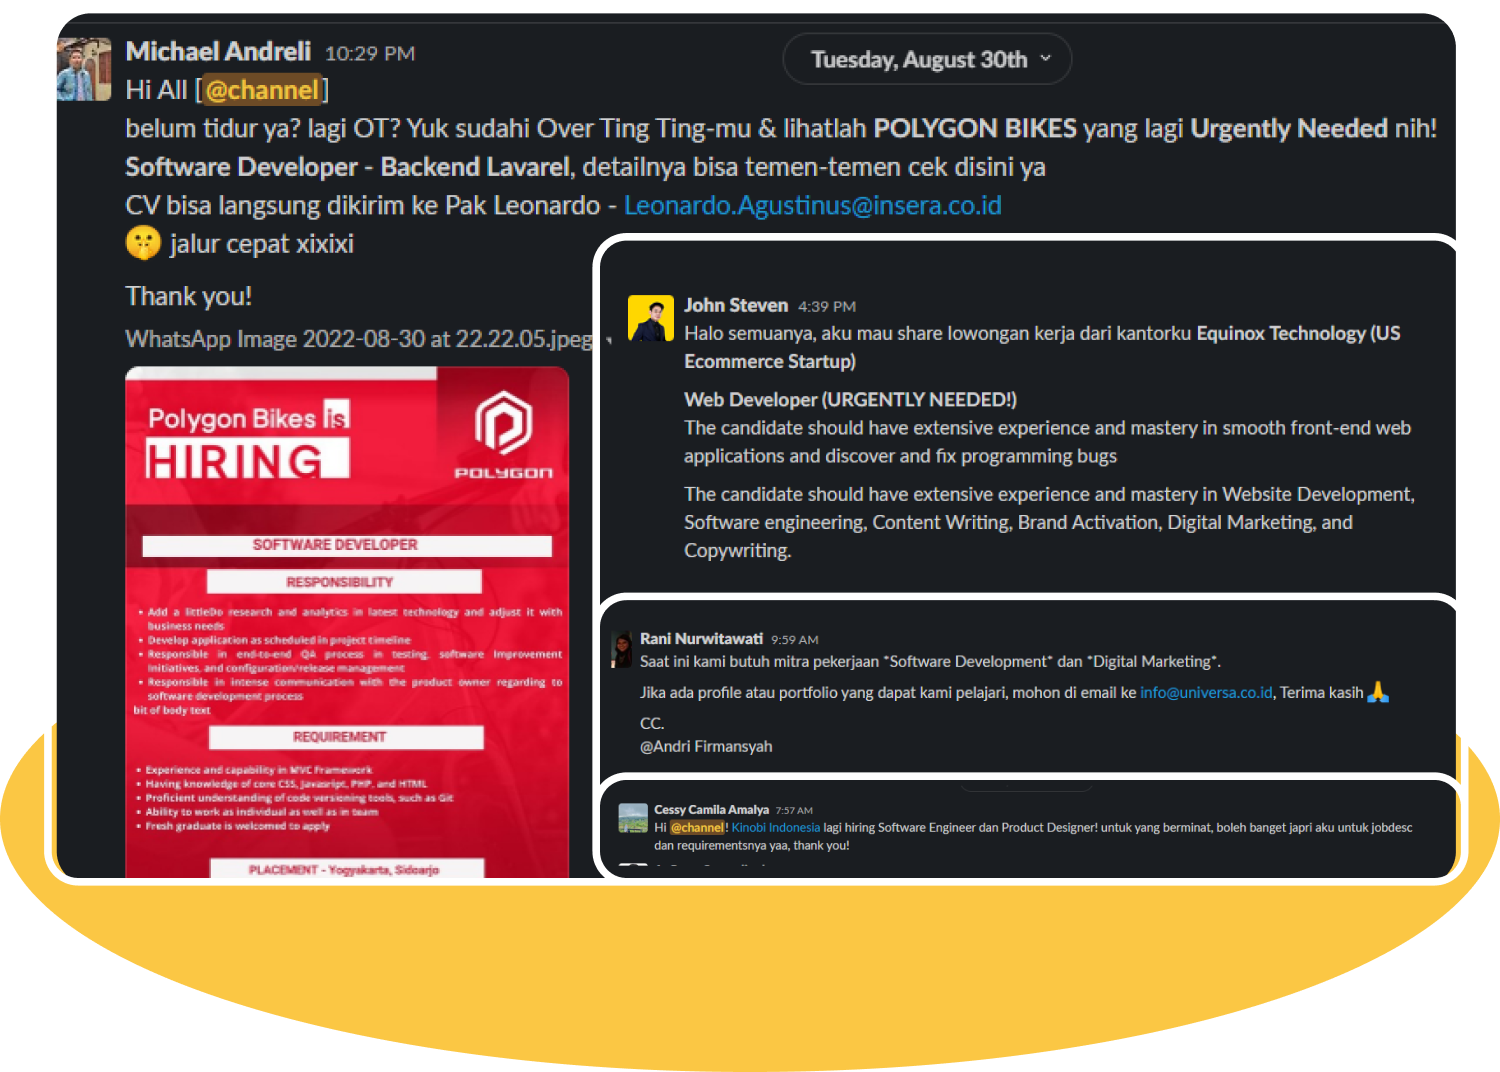 Michael Andreli 10:29 PM
Tuesday, August 30th
Hi All [@channel]
belum tidur ya? lagi OT? Yuk sudahi Over Ting Ting-mu & lihatlah POLYGON BIKES yang lagi Urgently Needed nih!
Software Developer - Backend Lavarel, detailnya bisa temen-temen cek disini ya
CV bisa langsung dikirim ke Pak Leonardo - Leonardo.Agustinus@insera.co.id
jalur cepat xixixi
Thank you!
WhatsApp Image 2022-08-30 at 22.22.05.jpeg
Polygon Bikes is
HIRING
POLYGON
SOFTWARE DEVELOPER
RESPONSIBILITY
• Add a littleDo research and analytics in latest technology and adjust it with
business needs
• Develop application as scheduled in project timeline
• Responsible in end-to-end QA process in testing, software improvement
initiatives, and configuration/release management
• Responsible in intense communication with the product owner regarding to
software development process
bit of body text
REQUIREMENT
• Experience and capability in MVC Framework
• Having knowledge of core CSS, Javasript, PHP, and HTML
• Proficient understanding of code versioning tools, such as Git
• Ability to work as individual as well as in team
• Fresh graduate is welcomed to apply
PLACEMENT - Yogyakarta, Sidoarjo
John Steven 4:39 PM
Halo semuanya, aku mau share lowongan kerja dari kantorku Equinox Technology (US
Ecommerce Startup)
Web Developer (URGENTLY NEEDED!)
The candidate should have extensive experience and mastery in smooth front-end web
applications and discover and fix programming bugs
The candidate should have extensive experience and mastery in Website Development,
Software engineering, Content Writing, Brand Activation, Digital Marketing, and
Copywriting.
Rani Nurwitawati 9:59 AM
Saat ini kami butuh mitra pekerjaan *Software Development* dan *Digital Marketing*.
Jika ada profile atau portfolio yang dapat kami pelajari, mohon di email ke info@universa.co.id, Terima kasih
CC.
@Andri Firmansyah
Cessy Camila Amalya 7:57 AM
Hi @channel! Kinobi Indonesia lagi hiring Software Engineer dan Product Designer! untuk yang berminat, boleh banget japri aku untuk jobdesc
dan requirementsnya yaa, thank you!